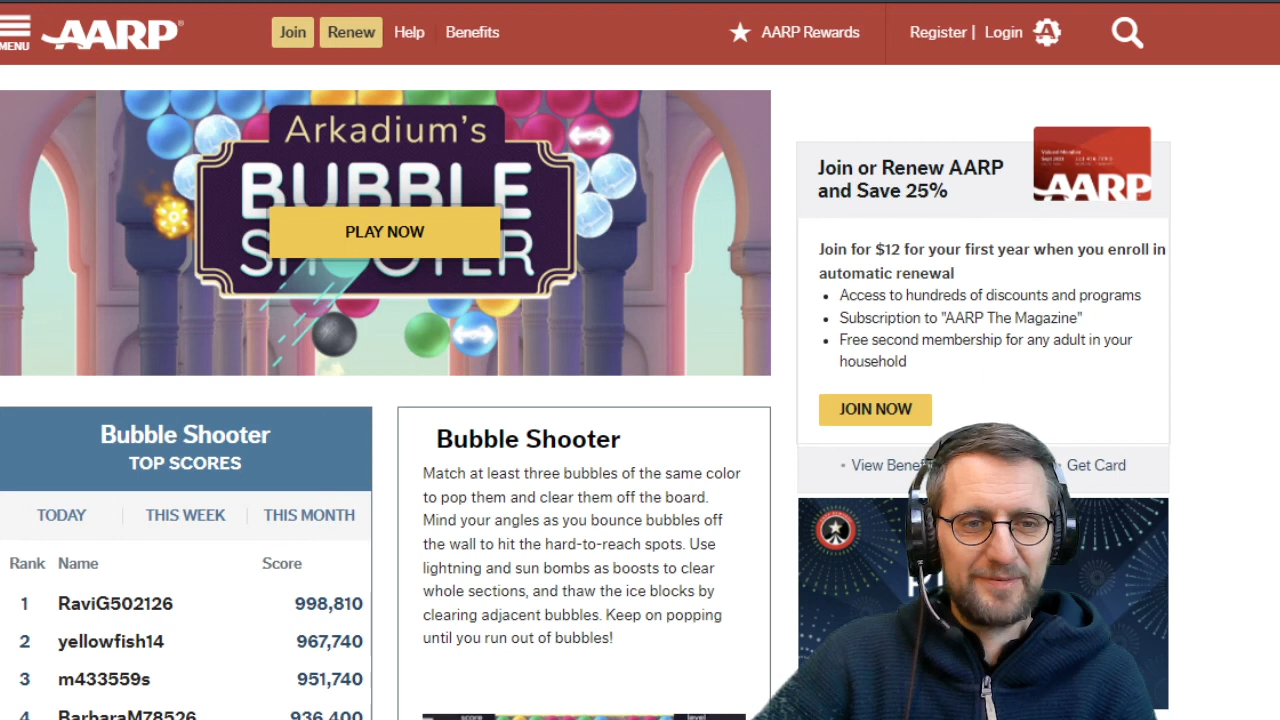 MENU
AARP
Join
Renew
Help
Benefits
AARP Rewards
Register |
Login
Arkadium's
BUBBLE
SHOOTER
PLAY NOW
Join or Renew AARP
and Save 25%
AARP
Join for $12 for your first year when you enroll in
automatic renewal
• Access to hundreds of discounts and programs
• Subscription to "AARP The Magazine"
• Free second membership for any adult in your
household
JOIN NOW
• View Benef
Get Card
Bubble Shooter
TOP SCORES
TODAY
THIS WEEK
THIS MONTH
Rank Name Score
1 RaviG502126 998,810
2 yellowfish14 967,740
3 m433559s 951,740
4 BarbaraM78526 936,400
Bubble Shooter
Match at least three bubbles of the same color
to pop them and clear them off the board.
Mind your angles as you bounce bubbles off
the wall to hit the hard-to-reach spots. Use
lightning and sun bombs as boosts to clear
whole sections, and thaw the ice blocks by
clearing adjacent bubbles. Keep on popping
until you run out of bubbles!
score
level